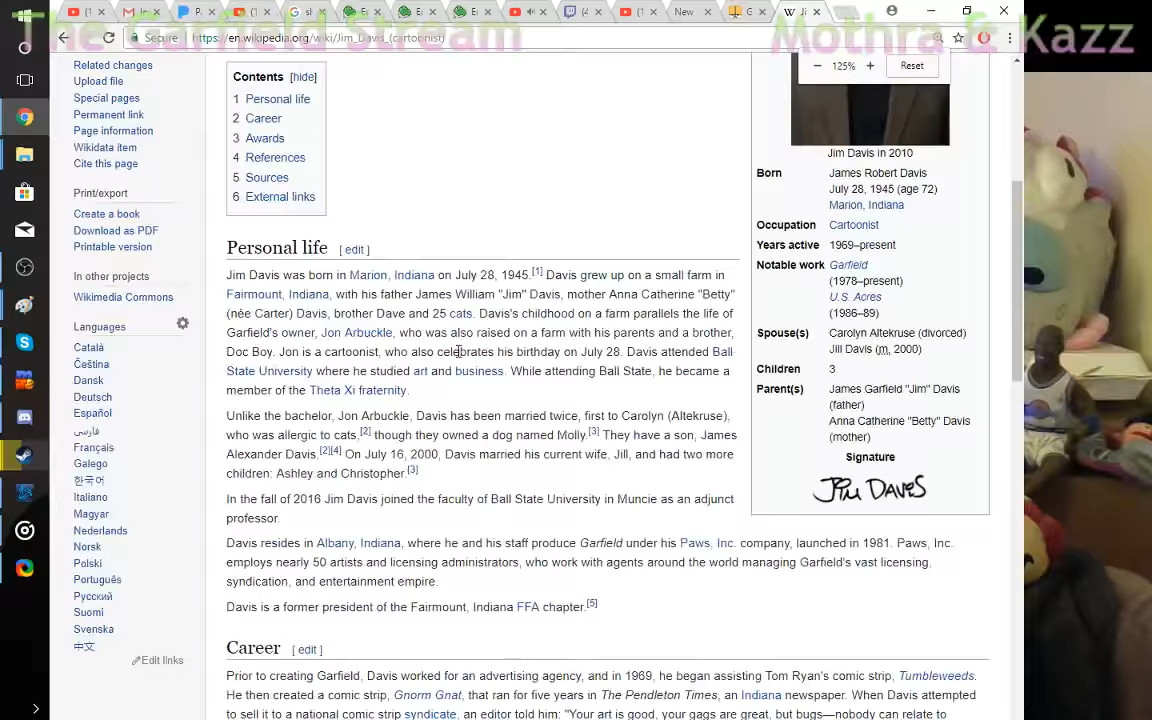 The Garfield Stream
Mothra & Kazz
New
Secure
https://en.wikipedia.org/wiki/Jim_Davis_(cartoonist)
125%
Reset
Related changes
Upload file
Special pages
Permanent link
Page information
Wikidata item
Cite this page
Print/export
Create a book
Download as PDF
Printable version
In other projects
Wikimedia Commons
Languages
Català
Čeština
Dansk
Deutsch
Español
فارسی
Français
Galego
한국어
Italiano
Magyar
Nederlands
Norsk
Polski
Português
Русский
Suomi
Svenska
中文
Edit links
Contents [hide]
1 Personal life
2 Career
3 Awards
4 References
5 Sources
6 External links
Personal life [ edit ]
Jim Davis was born in Marion, Indiana on July 28, 1945.[1] Davis grew up on a small farm in
Fairmount, Indiana, with his father James William "Jim" Davis, mother Anna Catherine "Betty"
(née Carter) Davis, brother Dave and 25 cats. Davis's childhood on a farm parallels the life of
Garfield's owner, Jon Arbuckle, who was also raised on a farm with his parents and a brother,
Doc Boy. Jon is a cartoonist, who also celebrates his birthday on July 28. Davis attended Ball
State University where he studied art and business. While attending Ball State, he became a
member of the Theta Xi fraternity.
Unlike the bachelor, Jon Arbuckle, Davis has been married twice, first to Carolyn (Altekruse),
who was allergic to cats,[2] though they owned a dog named Molly.[3] They have a son, James
Alexander Davis.[2][4] On July 16, 2000, Davis married his current wife, Jill, and had two more
children: Ashley and Christopher.[3]
In the fall of 2016 Jim Davis joined the faculty of Ball State University in Muncie as an adjunct
professor.
Davis resides in Albany, Indiana, where he and his staff produce Garfield under his Paws, Inc. company, launched in 1981. Paws, Inc.
employs nearly 50 artists and licensing administrators, who work with agents around the world managing Garfield's vast licensing,
syndication, and entertainment empire.
Davis is a former president of the Fairmount, Indiana FFA chapter.[5]
Career [ edit ]
Prior to creating Garfield, Davis worked for an advertising agency, and in 1969, he began assisting Tom Ryan's comic strip, Tumbleweeds.
He then created a comic strip, Gnorm Gnat, that ran for five years in The Pendleton Times, an Indiana newspaper. When Davis attempted
to sell it to a national comic strip syndicate, an editor told him: "Your art is good, your gags are great, but bugs—nobody can relate to
Jim Davis in 2010
Born James Robert Davis
July 28, 1945 (age 72)
Marion, Indiana
Occupation Cartoonist
Years active 1969–present
Notable work Garfield
(1978–present)
U.S. Acres
(1986–89)
Spouse(s) Carolyn Altekruse (divorced)
Jill Davis (m. 2000)
Children 3
Parent(s) James Garfield "Jim" Davis
(father)
Anna Catherine "Betty" Davis
(mother)
Signature
JIM DAVIS